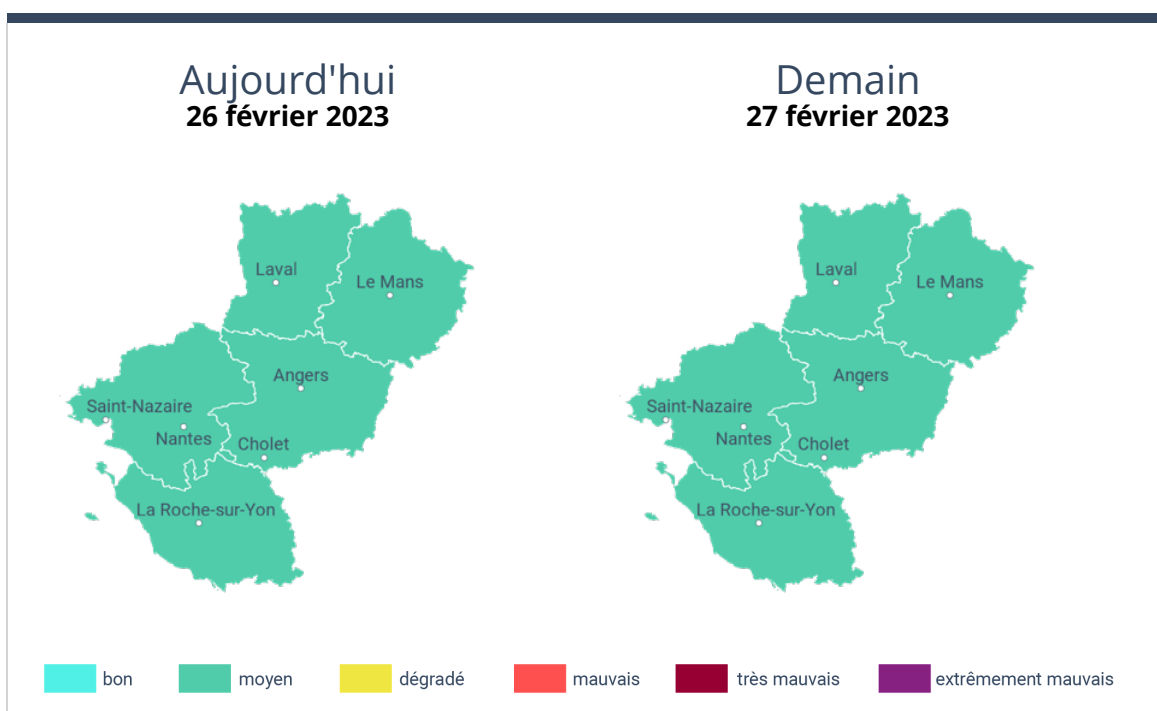 Aujourd'hui
26 février 2023
Laval
Le Mans
Angers
Saint-Nazaire
Nantes
Cholet
La Roche-sur-Yon
Demain
27 février 2023
Laval
Le Mans
Angers
Saint-Nazaire
Nantes
Cholet
La Roche-sur-Yon
bon
moyen
dégradé
mauvais
très mauvais
extrêmement mauvais